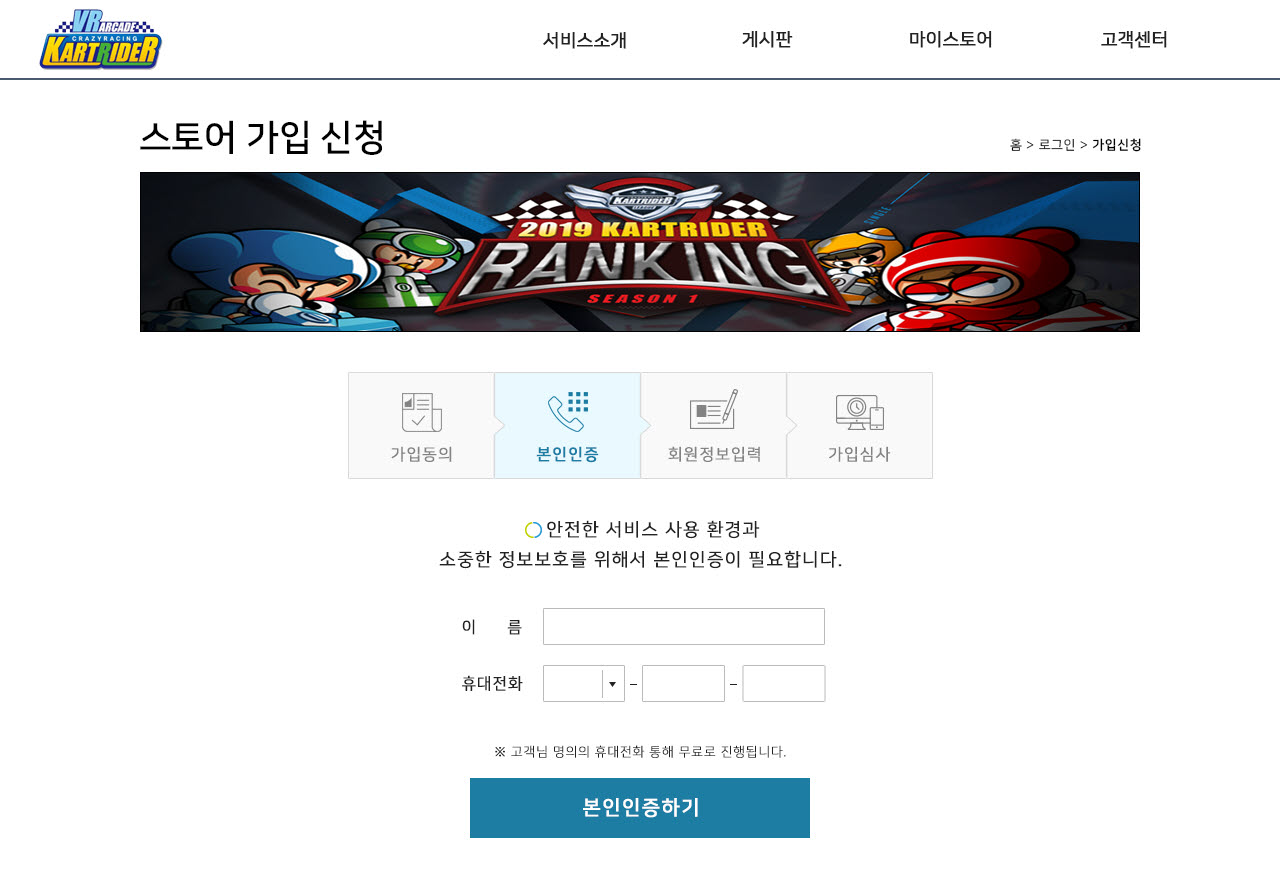 VR ARCADE
CRAZYRACING
KARTRIDER
서비스소개 게시판 마이스토어 고객센터
스토어 가입 신청
홈 > 로그인 > 가입신청
KARTRIDER
LEAGUE
SINGLE
2019 KARTRIDER
RANKING
SEASON 1
가입동의 본인인증 회원정보입력 가입심사
안전한 서비스 사용 환경과
소중한 정보보호를 위해서 본인인증이 필요합니다.
이 름
휴대전화 – –
※ 고객님 명의의 휴대전화 통해 무료로 진행됩니다.
본인인증하기